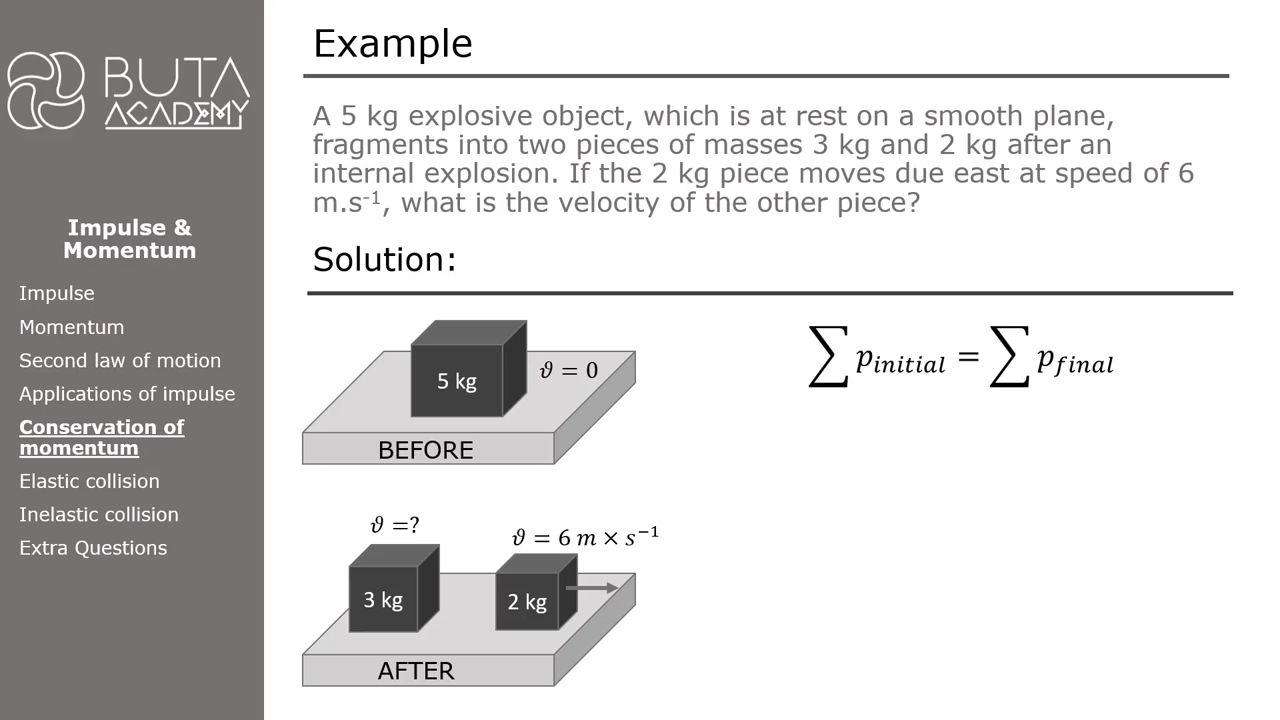 BUTA
ACADEMY
Impulse &
Momentum
Impulse
Momentum
Second law of motion
Applications of impulse
Conservation of
momentum
Elastic collision
Inelastic collision
Extra Questions
Example
A 5 kg explosive object, which is at rest on a smooth plane,
fragments into two pieces of masses 3 kg and 2 kg after an
internal explosion. If the 2 kg piece moves due east at speed of 6
m.s⁻¹, what is the velocity of the other piece?
Solution:
5 kg
𝜗 = 0
BEFORE
∑ p_initial = ∑ p_final
𝜗 =?
𝜗 = 6 m × s⁻¹
3 kg
2 kg
AFTER